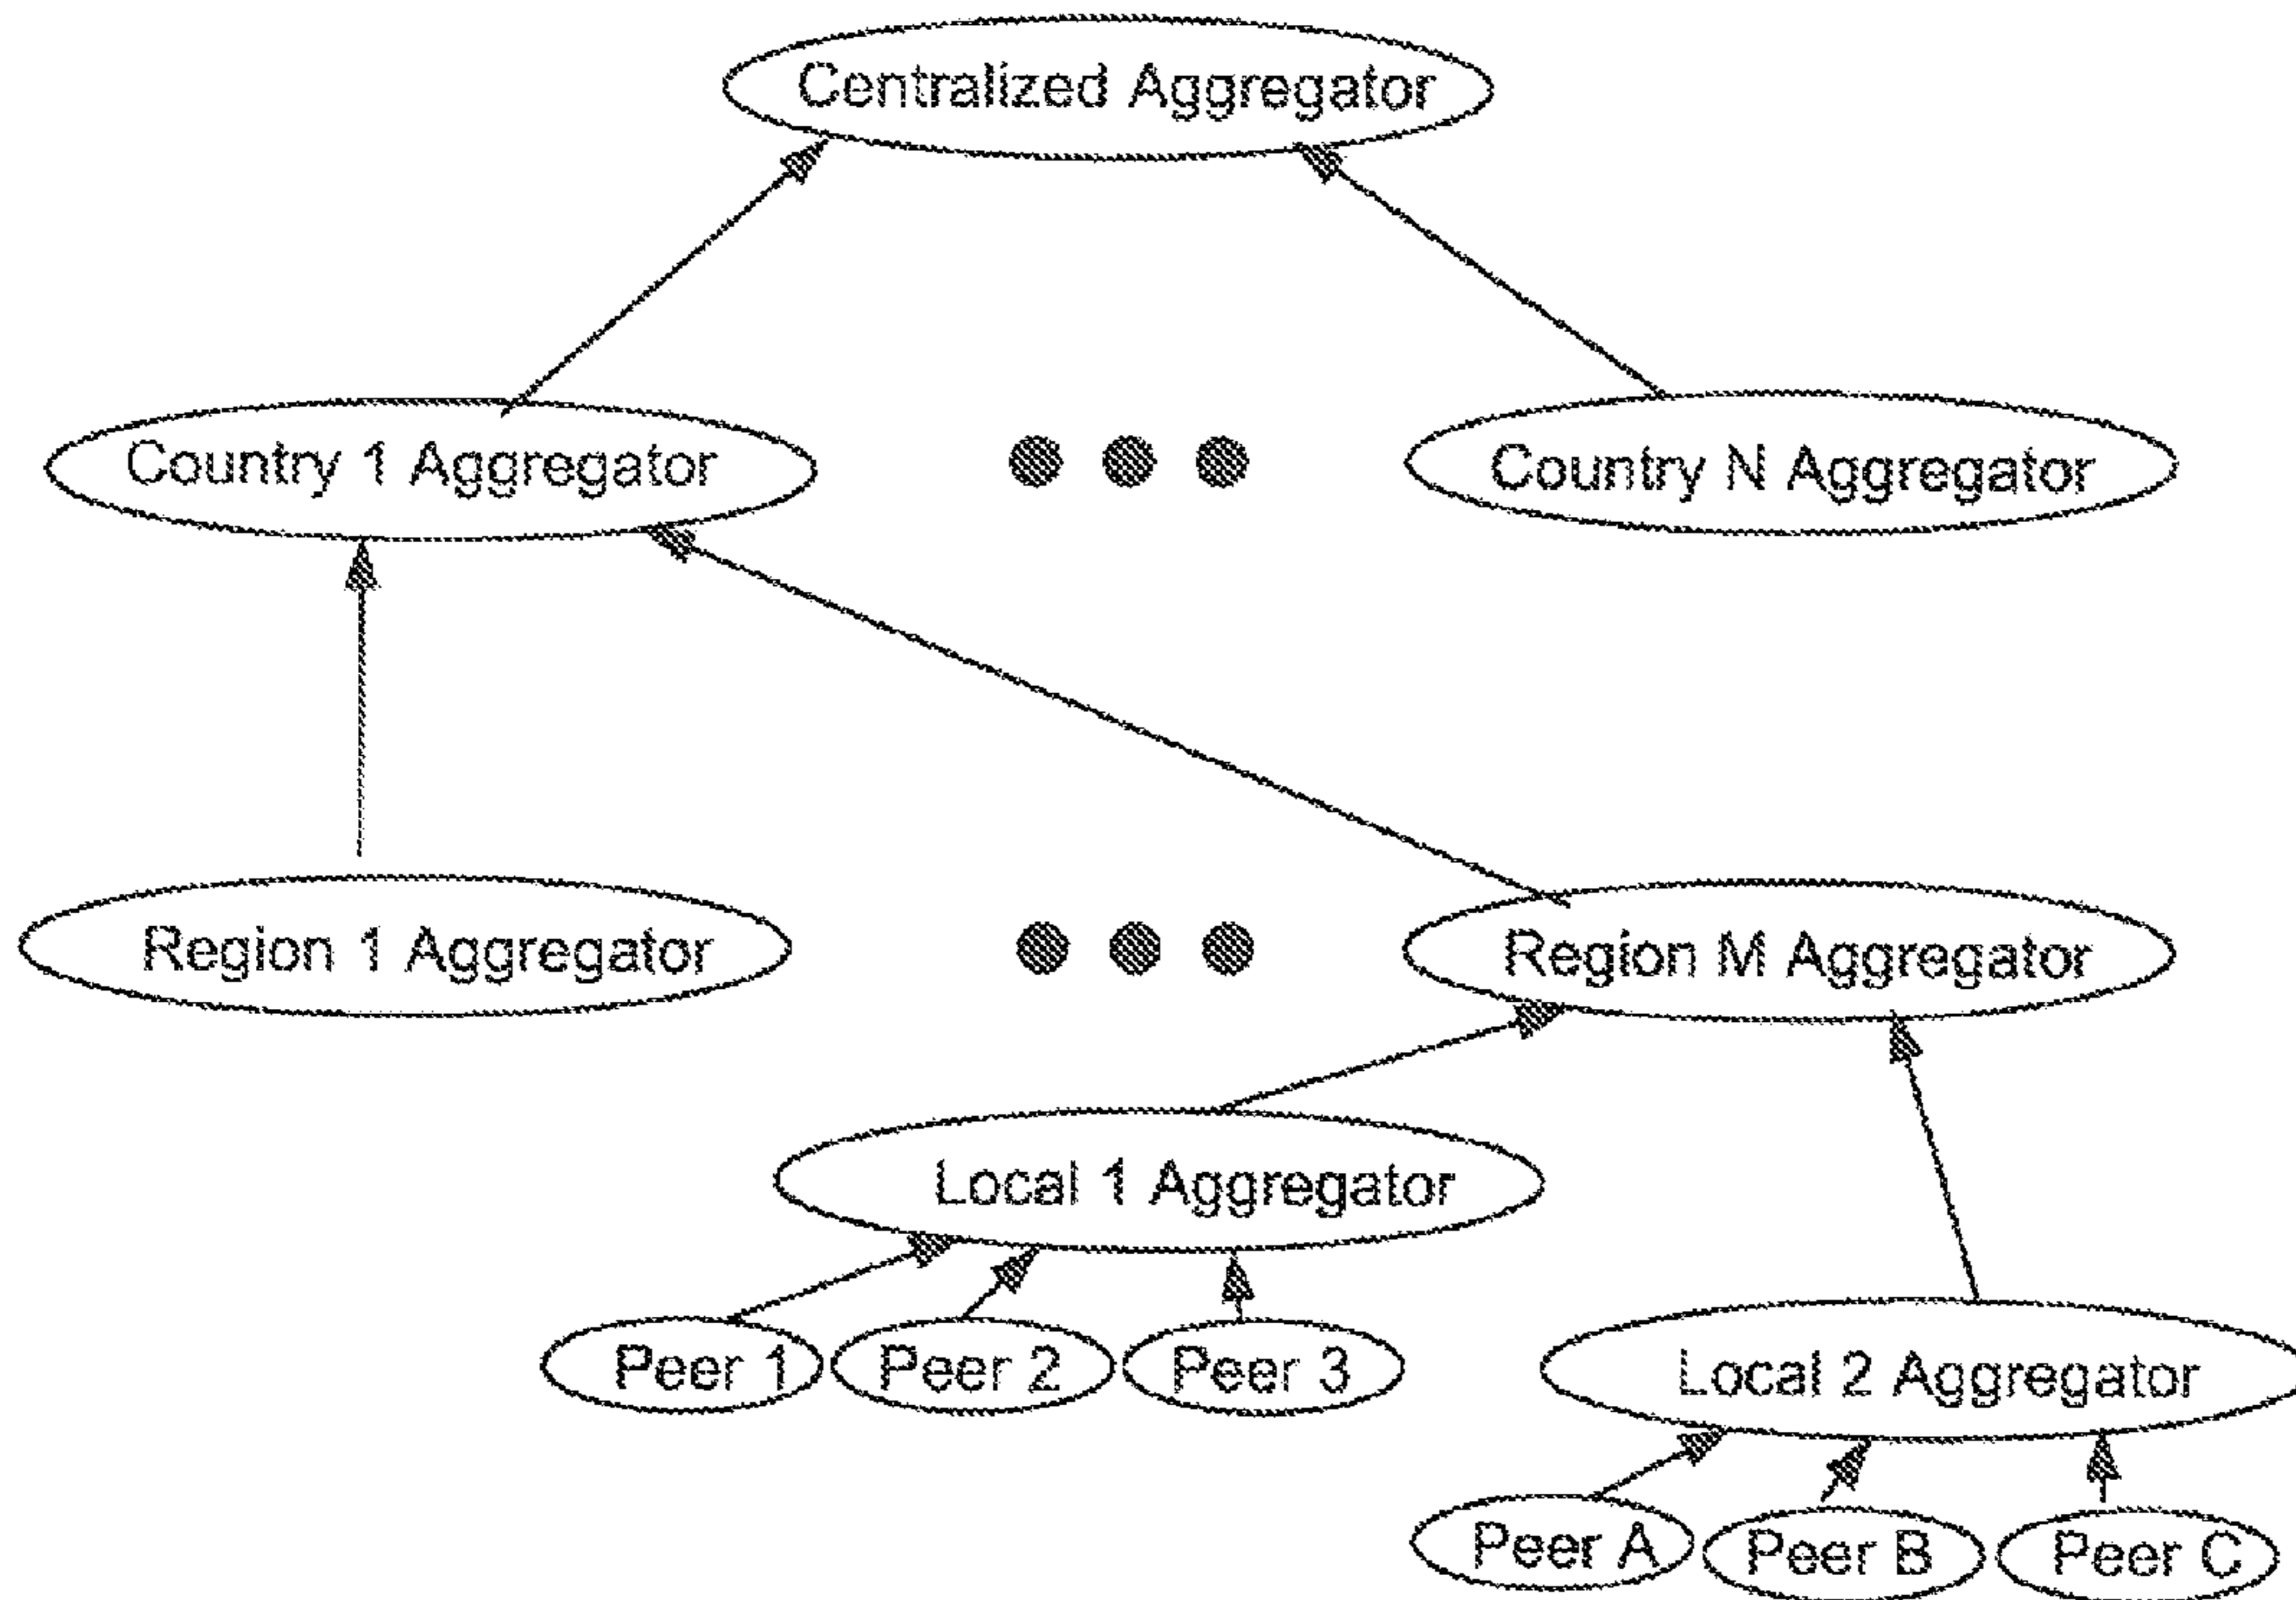 Centralized Aggregator
Country 1 Aggregator
Country N Aggregator
Region 1 Aggregator
Region M Aggregator
Local 1 Aggregator
Peer 1
Peer 2
Peer 3
Local 2 Aggregator
Peer A
Peer B
Peer C